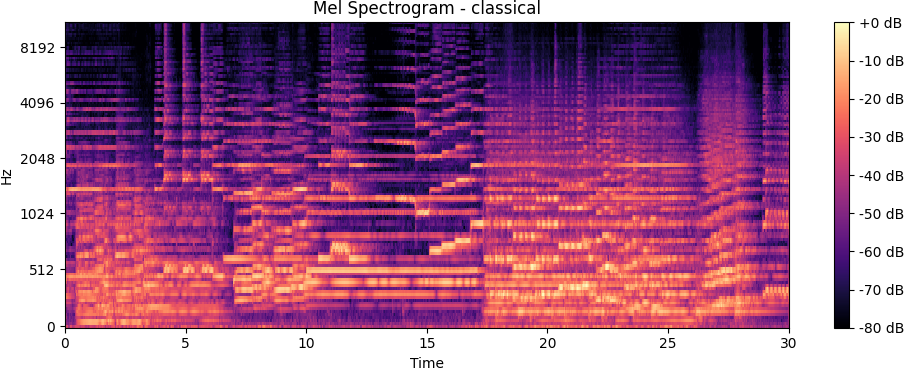 Mel Spectrogram - classical
Hz
8192
4096
2048
1024
512
0
0 5 10 15 20 25 30
Time
+0 dB
-10 dB
-20 dB
-30 dB
-40 dB
-50 dB
-60 dB
-70 dB
-80 dB